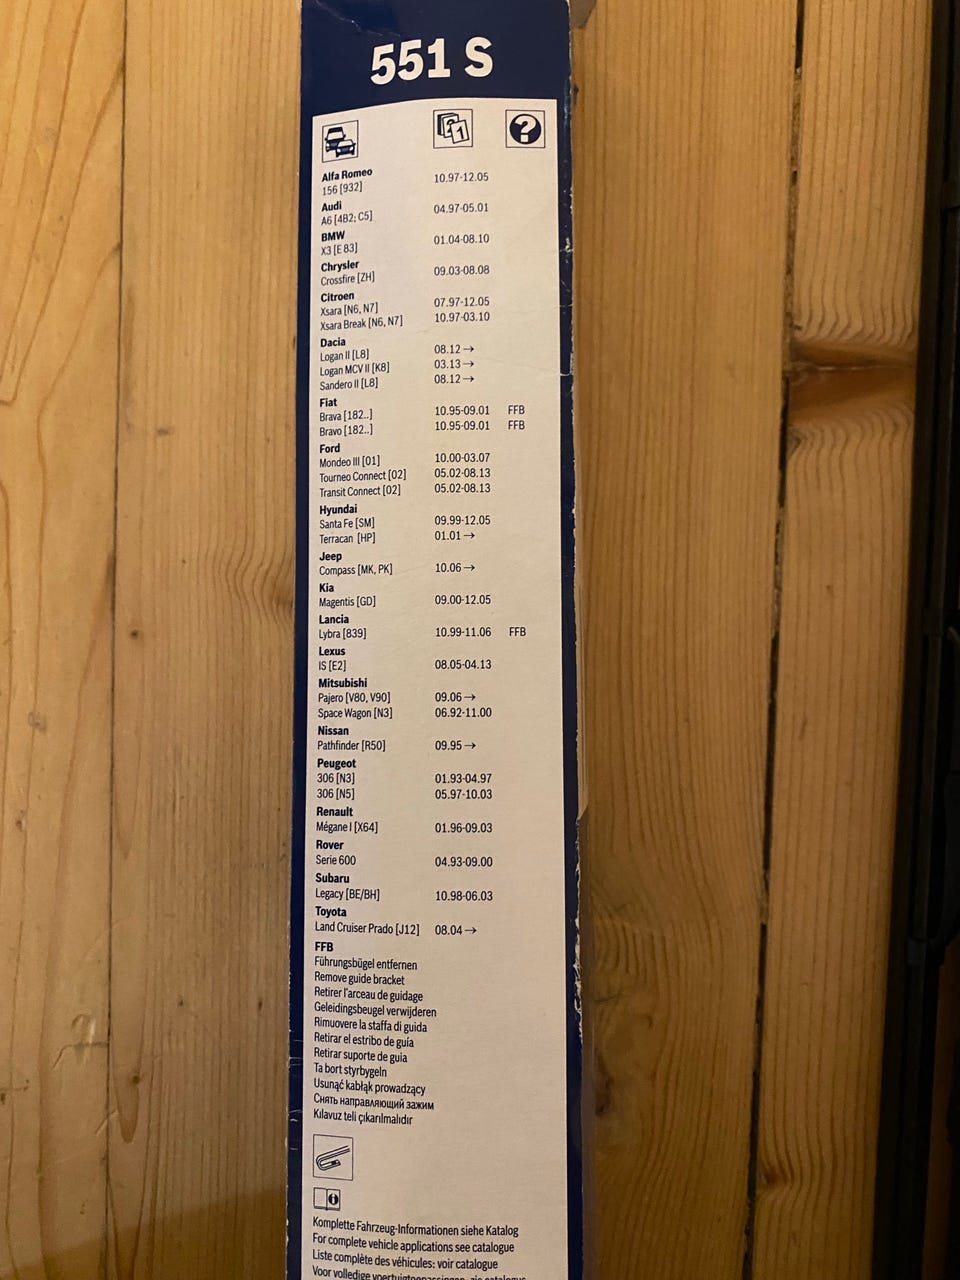 551 S
Alfa Romeo
156 [932] 10.97-12.05
Audi
A6 [4B2; C5] 04.97-05.01
BMW
X3 [E 83] 01.04-08.10
Chrysler
Crossfire [ZH] 09.03-08.08
Citroen
Xsara [N6, N7] 07.97-12.05
Xsara Break [N6, N7] 10.97-03.10
Dacia
Logan II [L8] 08.12→
Logan MCV II [K8] 03.13→
Sandero II [L8] 08.12→
Fiat
Brava [182..] 10.95-09.01 FFB
Bravo [182..] 10.95-09.01 FFB
Ford
Mondeo III [01] 10.00-03.07
Tourneo Connect [02] 05.02-08.13
Transit Connect [02] 05.02-08.13
Hyundai
Santa Fe [SM] 09.99-12.05
Terracan [HP] 01.01→
Jeep
Compass [MK, PK] 10.06→
Kia
Magentis [GD] 09.00-12.05
Lancia
Lybra [839] 10.99-11.06 FFB
Lexus
IS [E2] 08.05-04.13
Mitsubishi
Pajero [V80, V90] 09.06→
Space Wagon [N3] 06.92-11.00
Nissan
Pathfinder [R50] 09.95→
Peugeot
306 [N3] 01.93-04.97
306 [N5] 05.97-10.03
Renault
Mégane I [X64] 01.96-09.03
Rover
Serie 600 04.93-09.00
Subaru
Legacy [BE/BH] 10.98-06.03
Toyota
Land Cruiser Prado [J12] 08.04→
FFB
Führungsbügel entfernen
Remove guide bracket
Retirer l'arceau de guidage
Geleidingsbeugel verwijderen
Rimuovere la staffa di guida
Retirar el estribo de guía
Retirar suporte de guia
Ta bort styrbygeln
Usunąć kabłąk prowadzący
Снять направляющий зажим
Kılavuz teli çıkarılmalıdır
Komplette Fahrzeug-Informationen siehe Katalog
For complete vehicle applications see catalogue
Liste complète des véhicules: voir catalogue
Voor volledige voertuigtoepassingen, zie catalogus